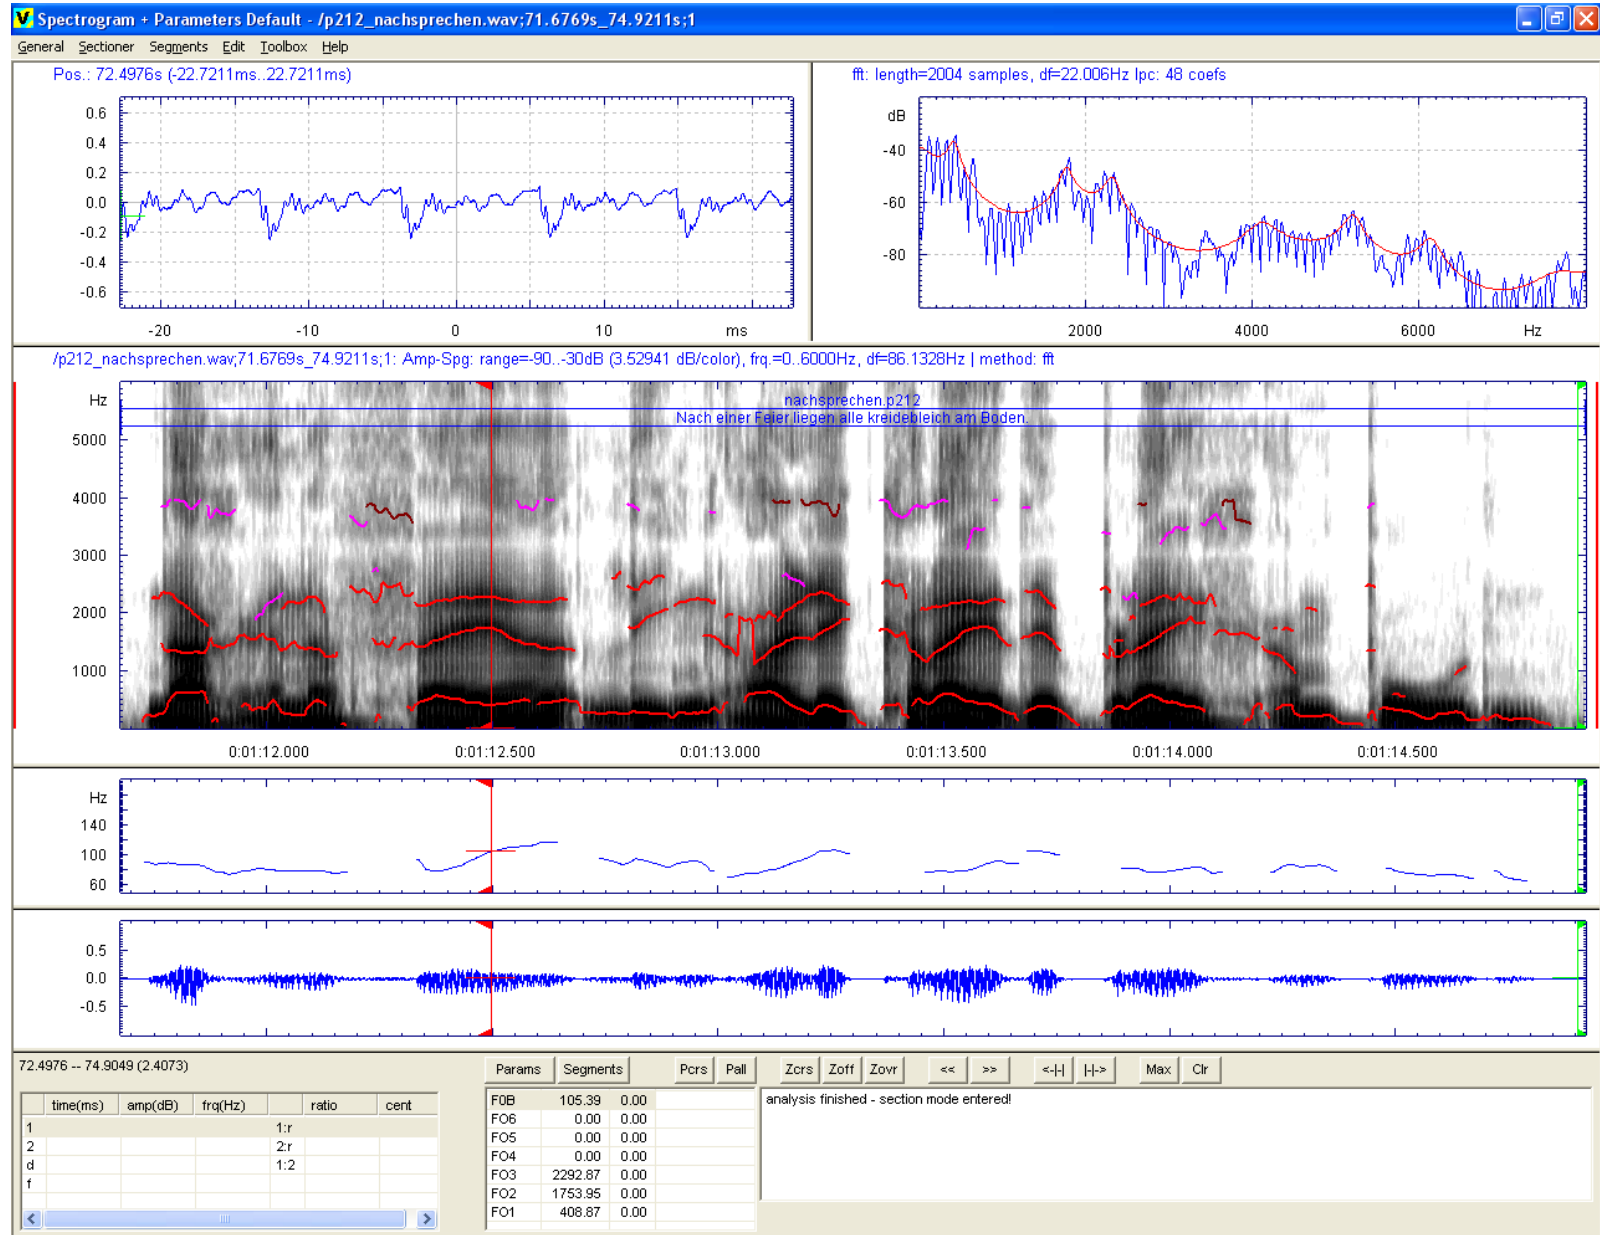 Spectrogram + Parameters Default - /p212_nachsprechen.wav;71.6769s_74.9211s;1
General Sectioner Segments Edit Toolbox Help
Pos.: 72.4976s (-22.7211ms..22.7211ms)
0.6
0.4
0.2
0.0
-0.2
-0.4
-0.6
-20 -10 0 10 ms
fft: length=2004 samples, df=22.006Hz lpc: 48 coefs
dB
-40
-60
-80
2000 4000 6000 Hz
/p212_nachsprechen.wav;71.6769s_74.9211s;1: Amp-Spg: range=-90..-30dB (3.52941 dB/color), frq.=0..6000Hz, df=86.1328Hz | method: fft
Hz
nachsprechen.p212
Nach einer Feier liegen alle kreidebleich am Boden.
5000
4000
3000
2000
1000
0:01:12.000 0:01:12.500 0:01:13.000 0:01:13.500 0:01:14.000 0:01:14.500
Hz
140
100
60
0.5
0.0
-0.5
72.4976 -- 74.9049 (2.4073)
time(ms) amp(dB) frq(Hz) ratio cent
1 1:r
2 2:r
d 1:2
f
Params Segments Pcrs Pall Zcrs Zoff Zovr << >> <-|-| |-|-> Max Clr
F0B 105.39 0.00
FO6 0.00 0.00
FO5 0.00 0.00
FO4 0.00 0.00
FO3 2292.87 0.00
FO2 1753.95 0.00
FO1 408.87 0.00
analysis finished - section mode entered!